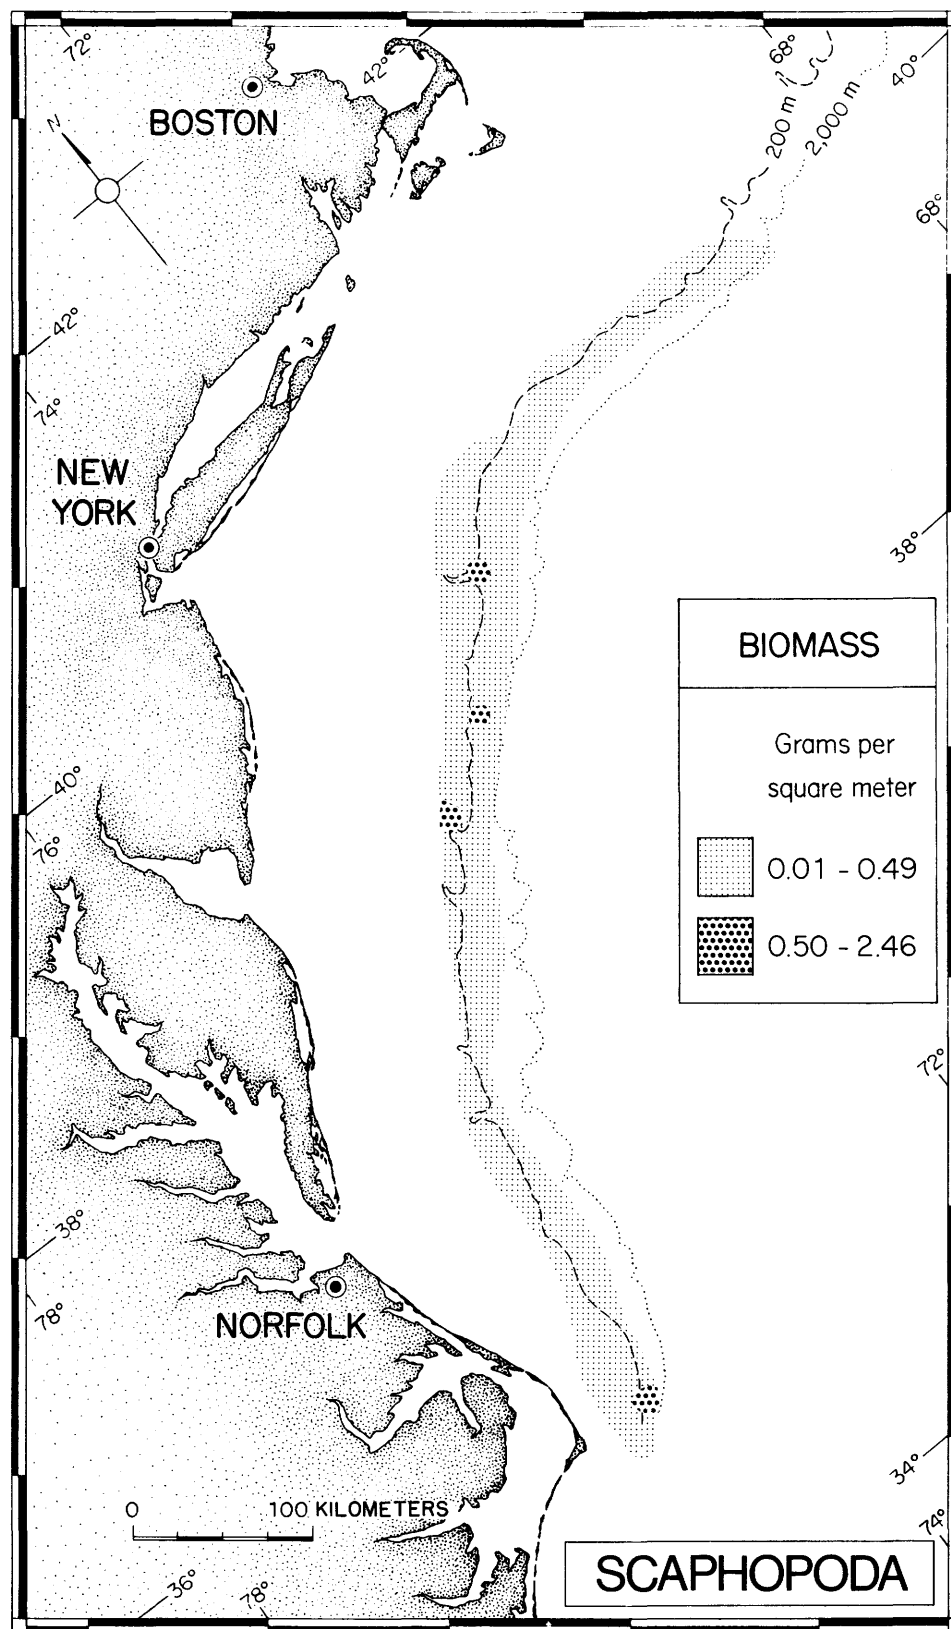 72°
42°
68°
40°
BOSTON
N
200 m
2,000 m
68°
42°
74°
NEW
YORK
38°
BIOMASS
Grams per
square meter
0.01 - 0.49
0.50 - 2.46
40°
76°
72°
38°
78°
NORFOLK
34°
0 100 KILOMETERS
74°
36°
78°
SCAPHOPODA